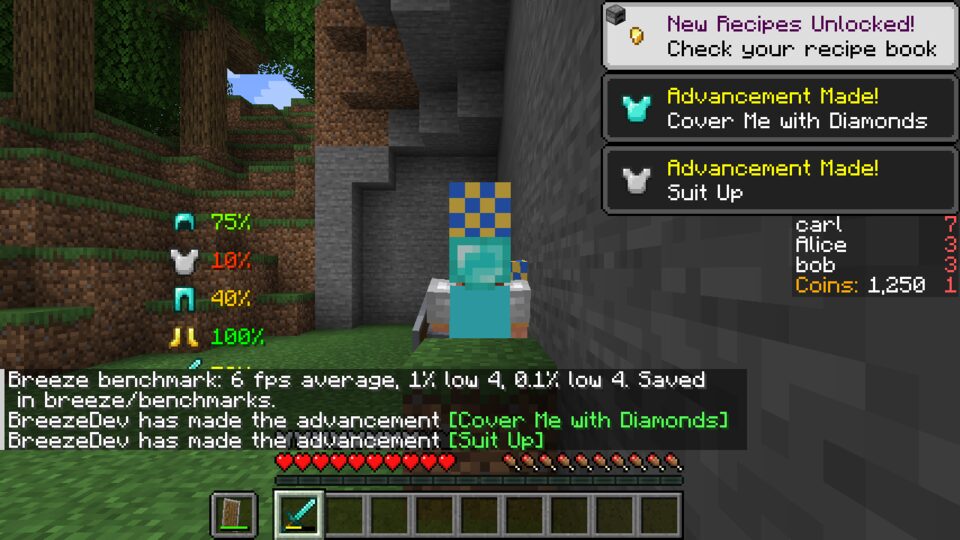 New Recipes Unlocked!
Check your recipe book
Advancement Made!
Cover Me with Diamonds
Advancement Made!
Suit Up
carl 7
Alice 3
bob 3
Coins: 1,250 1
75%
10%
40%
100%
Breeze benchmark: 6 fps average, 1% low 4, 0.1% low 4. Saved
in breeze/benchmarks.
BreezeDev has made the advancement [Cover Me with Diamonds]
BreezeDev has made the advancement [Suit Up]